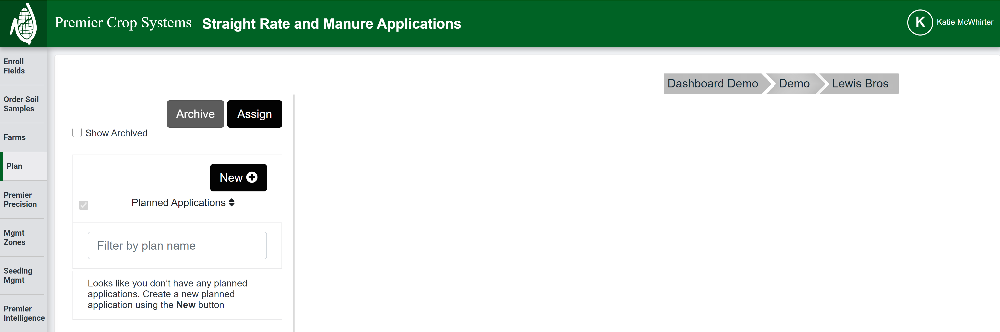 Premier Crop Systems Straight Rate and Manure Applications
K Katie McWhirter
Enroll
Fields
Order Soil
Samples
Farms
Plan
Premier
Precision
Mgmt
Zones
Seeding
Mgmt
Premier
Intelligence
Dashboard Demo Demo Lewis Bros
Archive Assign
Show Archived
New
Planned Applications
Filter by plan name
Looks like you don’t have any planned
applications. Create a new planned
application using the New button